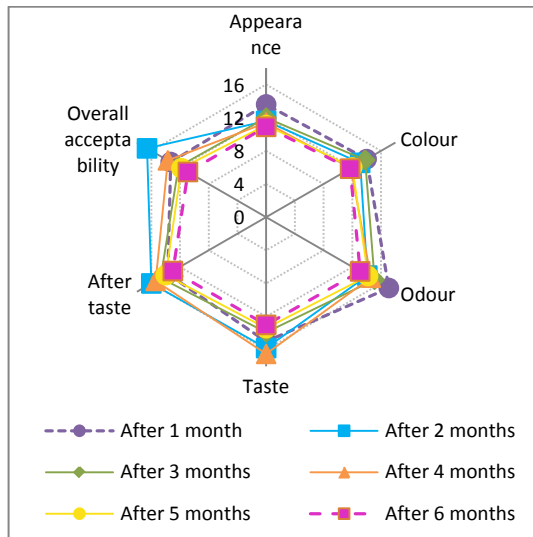 Appeara
nce
16
12
8
4
0
Overall
accepta
bility
Colour
After
taste
Odour
Taste
After 1 month
After 2 months
After 3 months
After 4 months
After 5 months
After 6 months